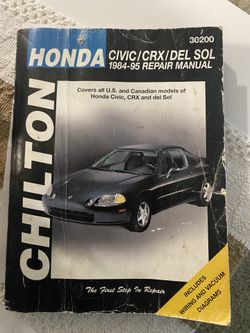 30200
HONDA
CIVIC/CRX/DEL SOL
1984-95 REPAIR MANUAL
Covers all U.S. and Canadian models of
Honda Civic, CRX and del Sol
CHILTON
The First Step In Repair
INCLUDES
WIRING AND VACUUM
DIAGRAMS